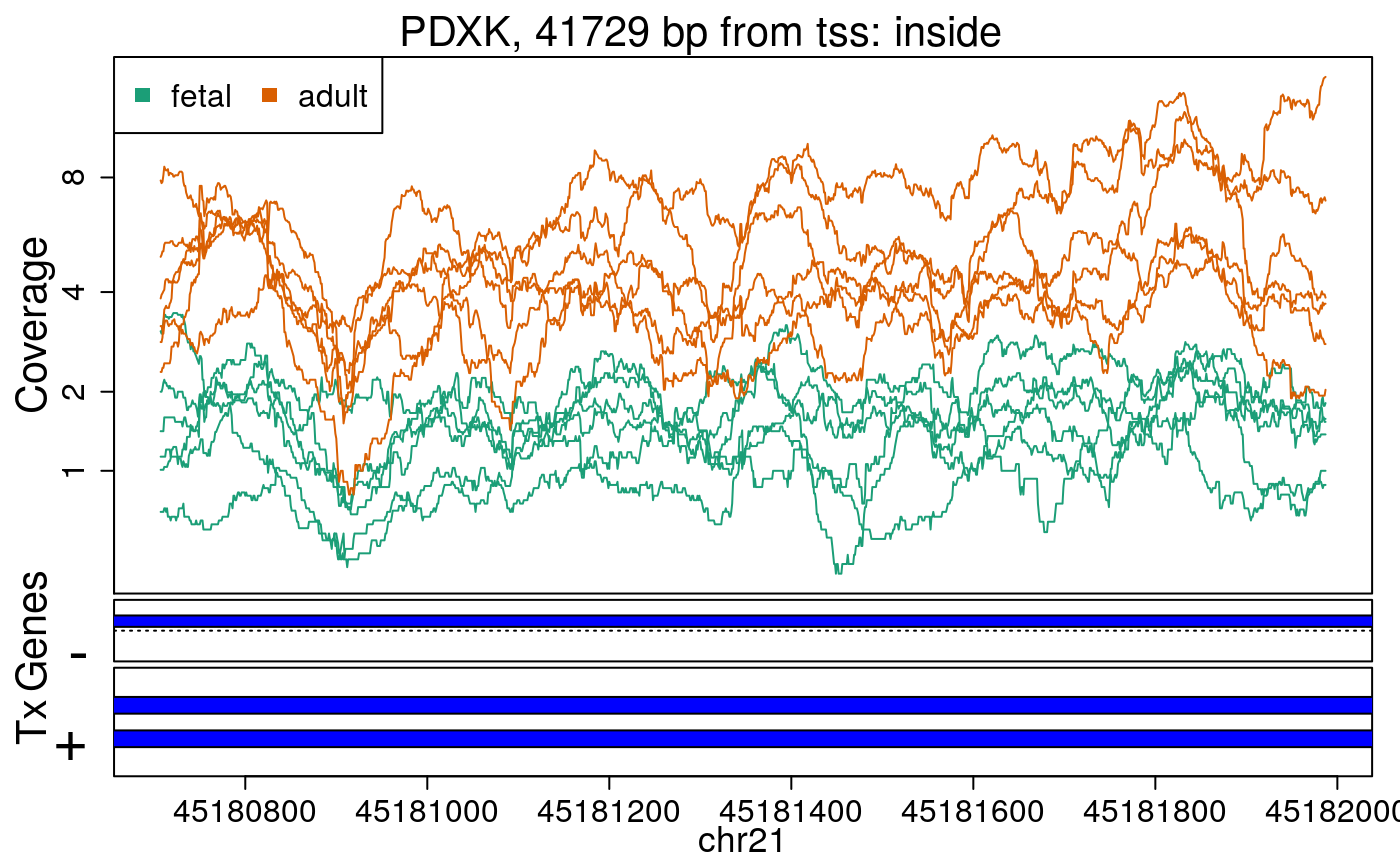 PDXK, 41729 bp from tss: inside
fetal adult
Coverage
8
4
2
1
Genes
-
Tx
+
45180800 45181000 45181200 45181400 45181600 45181800 45182000
chr21